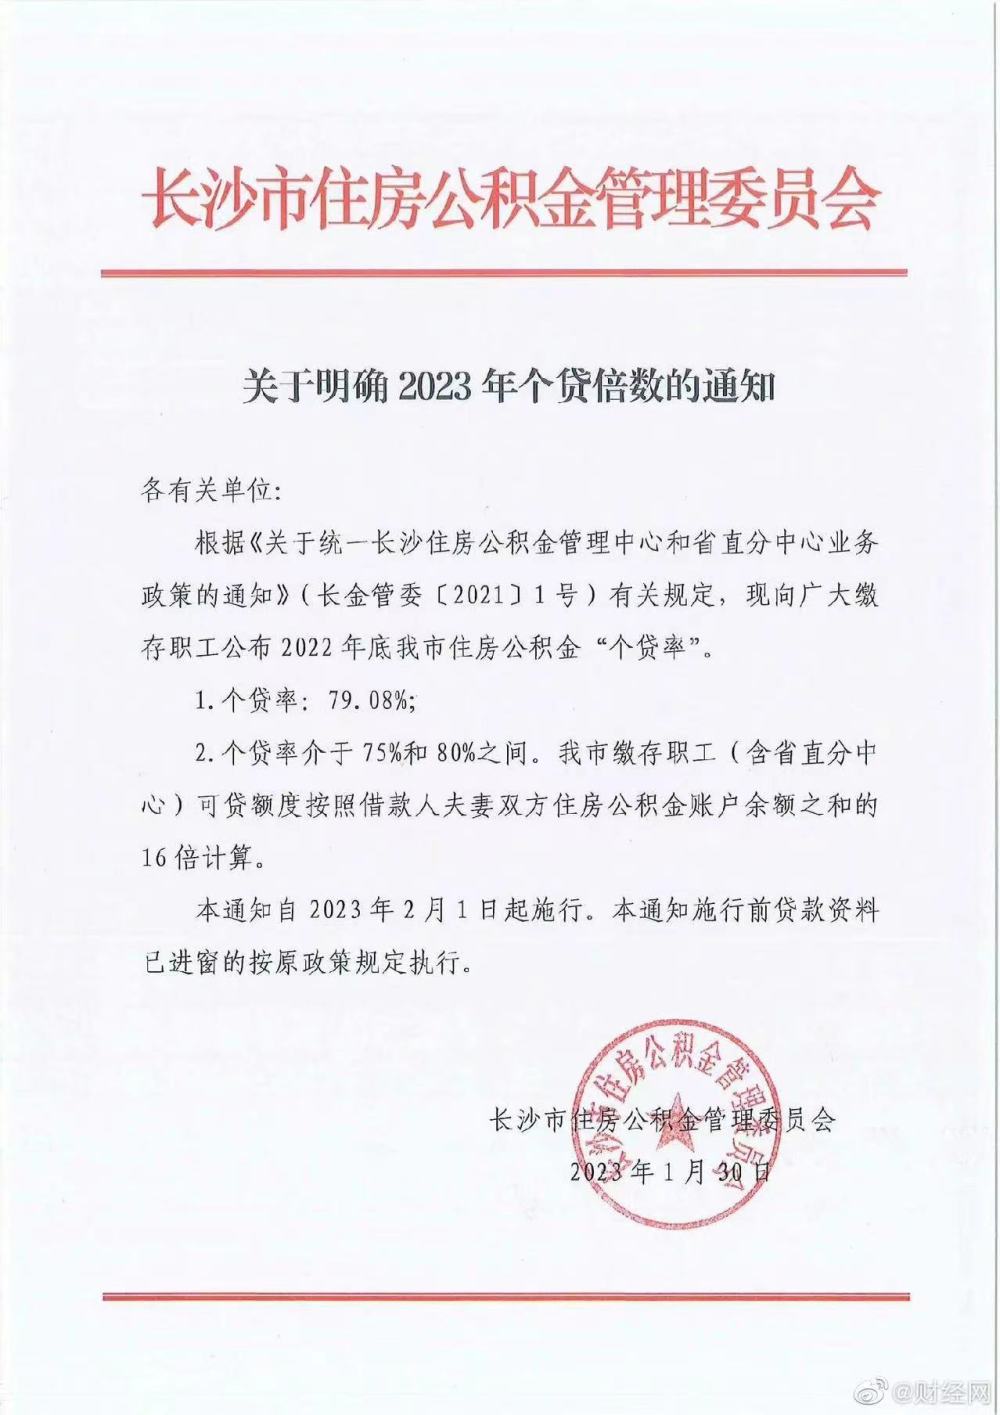 长沙市住房公积金管理委员会
关于明确 2023 年个贷倍数的通知
各有关单位：
根据《关于统一长沙住房公积金管理中心和省直分中心业务
政策的通知》（长金管委〔2021〕1 号）有关规定，现向广大缴
存职工公布 2022 年底我市住房公积金“个贷率”。
1. 个贷率：79.08%;
2. 个贷率介于 75%和 80%之间。我市缴存职工（含省直分中
心）可贷额度按照借款人夫妻双方住房公积金账户余额之和的
16 倍计算。
本通知自 2023 年 2 月 1 日起施行。本通知施行前贷款资料
已进窗的按原政策规定执行。
长沙市住房公积金管理委员会
长沙市住房公积金管理委员会
2023 年 1 月 30 日
@财经网